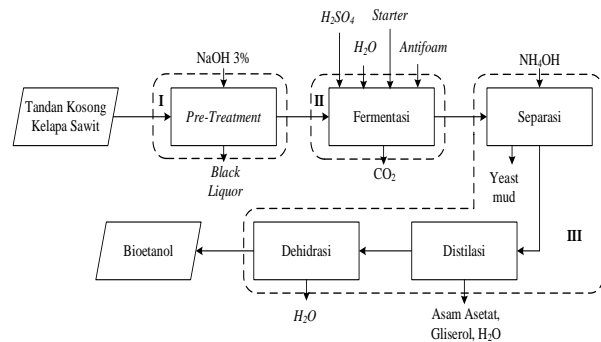 H₂SO₄
Starter
NaOH 3%
H₂O
Antifoam
NH₄OH
I
II
Tandan Kosong
Kelapa Sawit
Pre-Treatment
Fermentasi
Separasi
Black
Liquor
CO₂
Yeast
mud
III
Bioetanol
Dehidrasi
Distilasi
H₂O
Asam Asetat,
Gliserol, H₂O